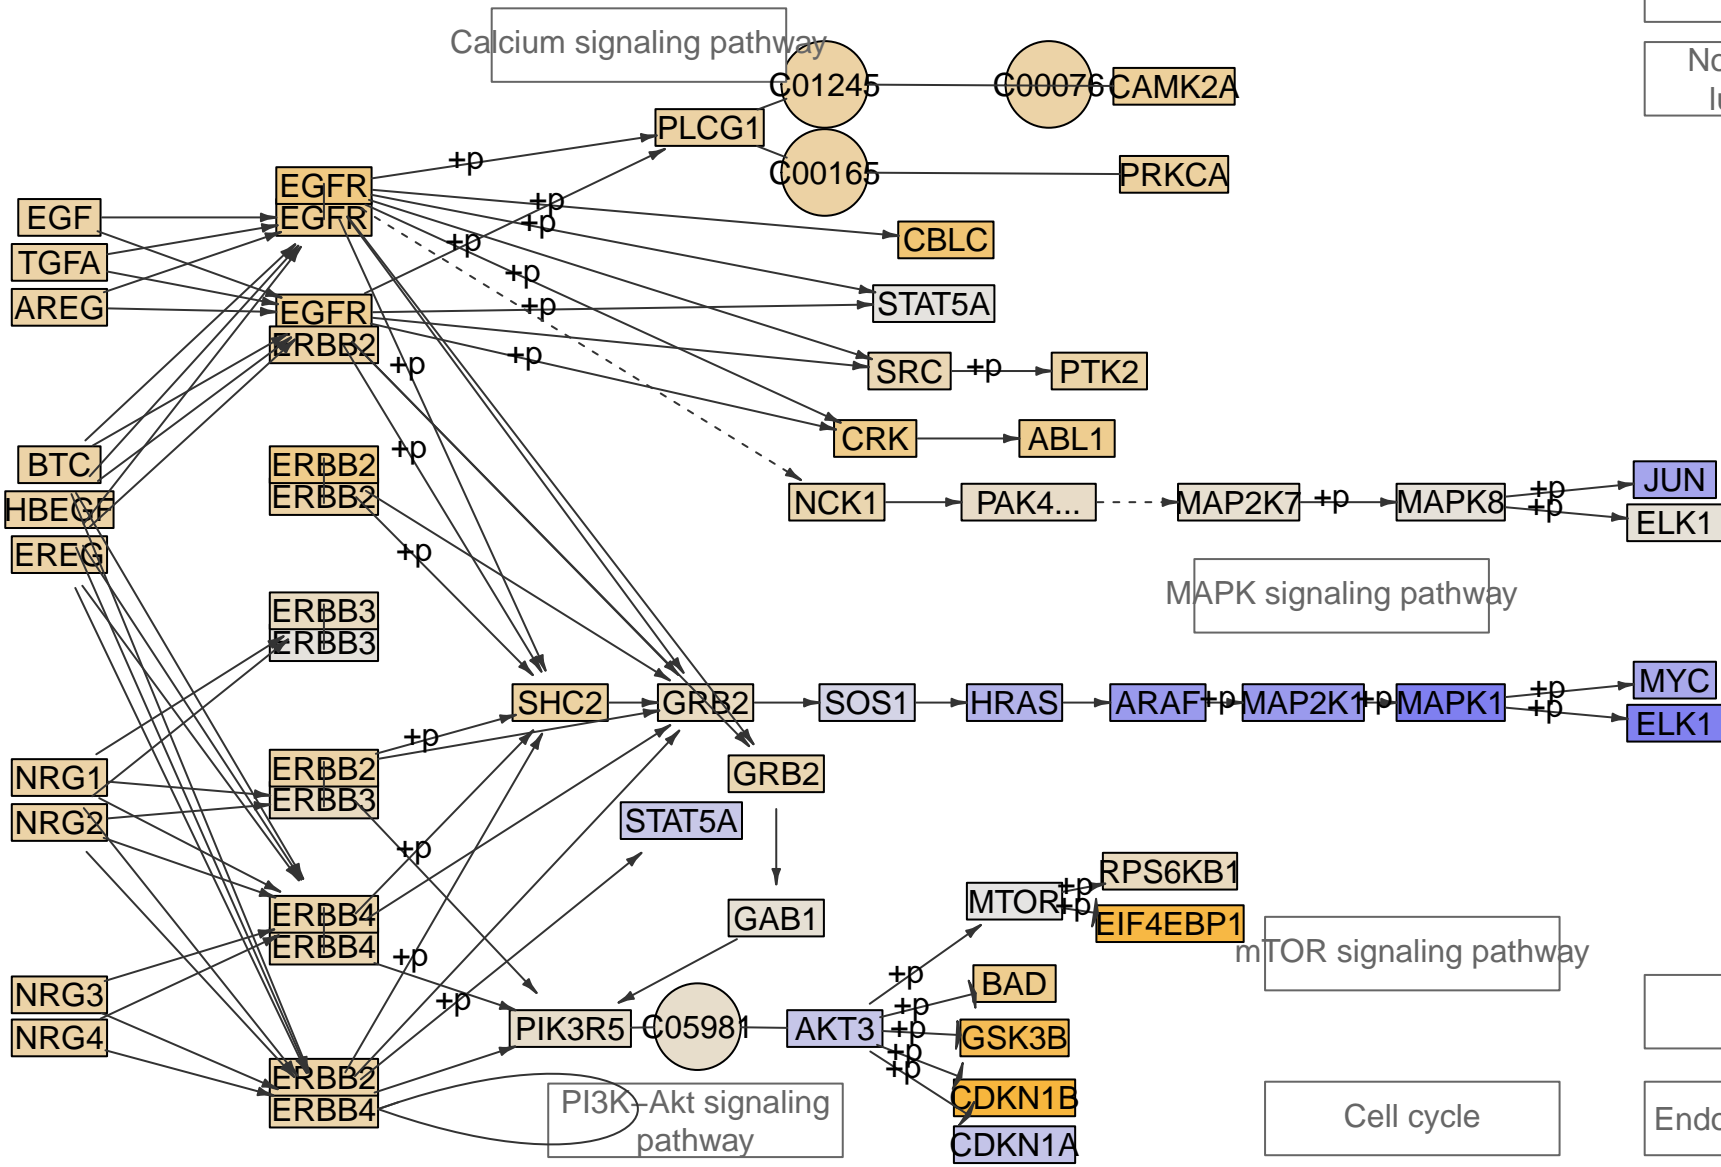 Calcium signaling pathway
No
lu
C01245
C00076
CAMK2A
PLCG1
C00165
PRKCA
+p
EGFR
EGFR
EGF
TGFA
AREG
+p
+p
+p
CBLC
+p
STAT5A
+p
EGFR
ERBB2
+p
+p
SRC
+p
PTK2
CRK
ABL1
+p
BTC
HBEGF
EREG
ERBB2
ERBB2
NCK1
PAK4...
MAP2K7
+p
MAPK8
+p
+p
JUN
ELK1
+p
MAPK signaling pathway
ERBB3
ERBB3
SHC2
GRB2
SOS1
HRAS
ARAF
+p
MAP2K1
+p
MAPK1
+p
+p
MYC
ELK1
+p
NRG1
NRG2
ERBB2
ERBB3
GRB2
STAT5A
+p
ERBB4
ERBB4
GAB1
MTOR
+p
+p
RPS6KB1
EIF4EBP1
mTOR signaling pathway
+p
+p
NRG3
NRG4
+p
BAD
PIK3R5
C05981
AKT3
+p
+p
+p
+p
GSK3B
ERBB2
ERBB4
CDKN1B
CDKN1A
PI3K−Akt signaling
pathway
Cell cycle
Endo